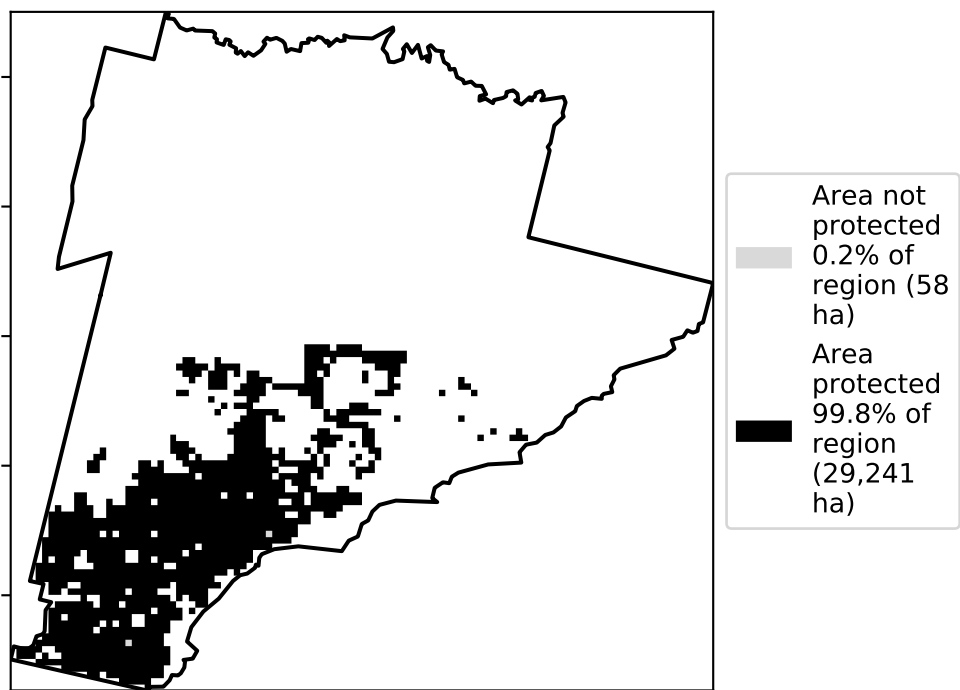 Area not
protected
0.2% of
region (58
ha)
Area
protected
99.8% of
region
(29,241
ha)